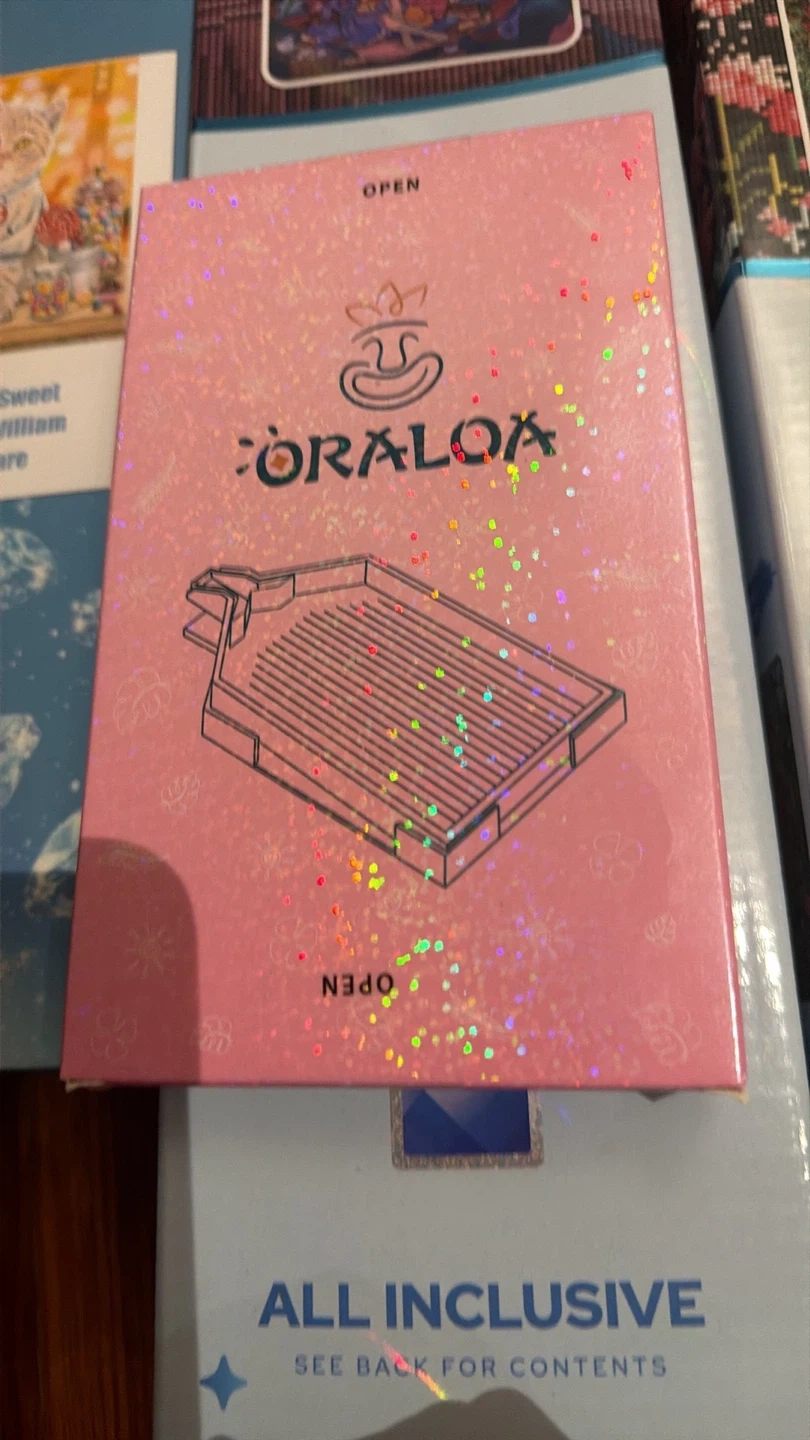 OPEN
ORALOA
Sweet
William
OPEN
ALL INCLUSIVE
SEE BACK FOR CONTENTS